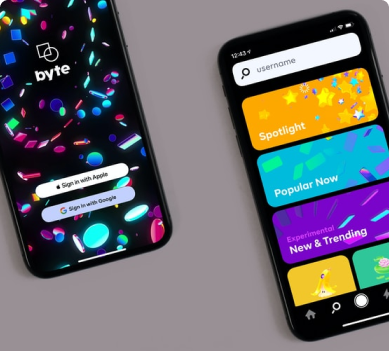 byte
Sign in with Apple
Sign in with Google
12:43
username
Spotlight
Popular Now
Experimental
New & Trending